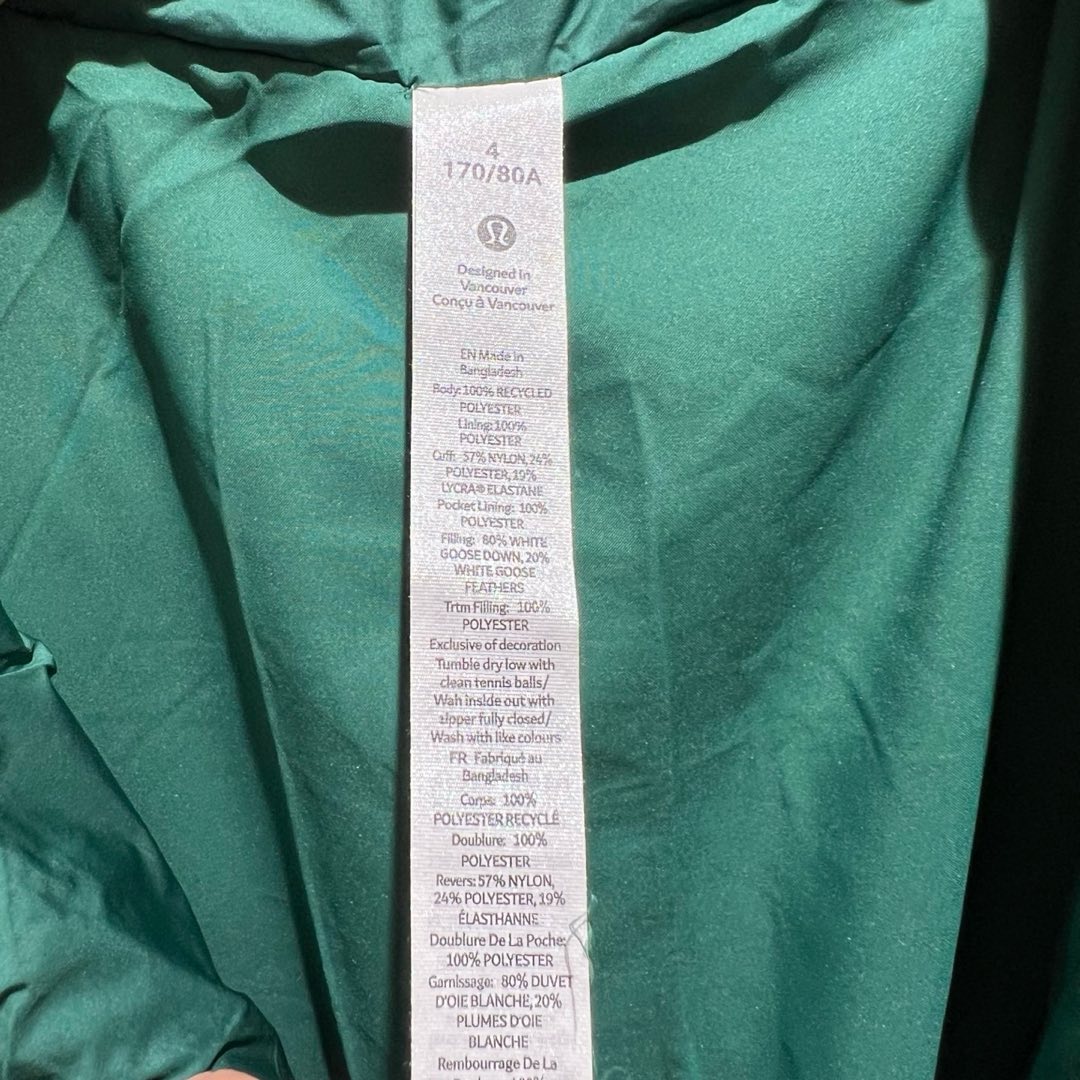 4
170/80A
Designed in
Vancouver
Conçu à Vancouver
EN Made in
Bangladesh
Body: 100% RECYCLED
POLYESTER
Lining: 100%
POLYESTER
Cuff: 57% NYLON, 24%
POLYESTER, 19%
LYCRA® ELASTANE
Pocket Lining: 100%
POLYESTER
Filling: 80% WHITE
GOOSE DOWN, 20%
WHITE GOOSE
FEATHERS
Trtm Filling: 100%
POLYESTER
Exclusive of decoration
Tumble dry low with
clean tennis balls/
Wah inside out with
zipper fully closed/
Wash with like colours
FR Fabriqué au
Bangladesh
Corps: 100%
POLYESTER RECYCLÉ
Doublure: 100%
POLYESTER
Revers: 57% NYLON,
24% POLYESTER, 19%
ÉLASTHANNE
Doublure De La Poche:
100% POLYESTER
Garnissage: 80% DUVET
D'OIE BLANCHE, 20%
PLUMES D'OIE
BLANCHE
Rembourrage De La